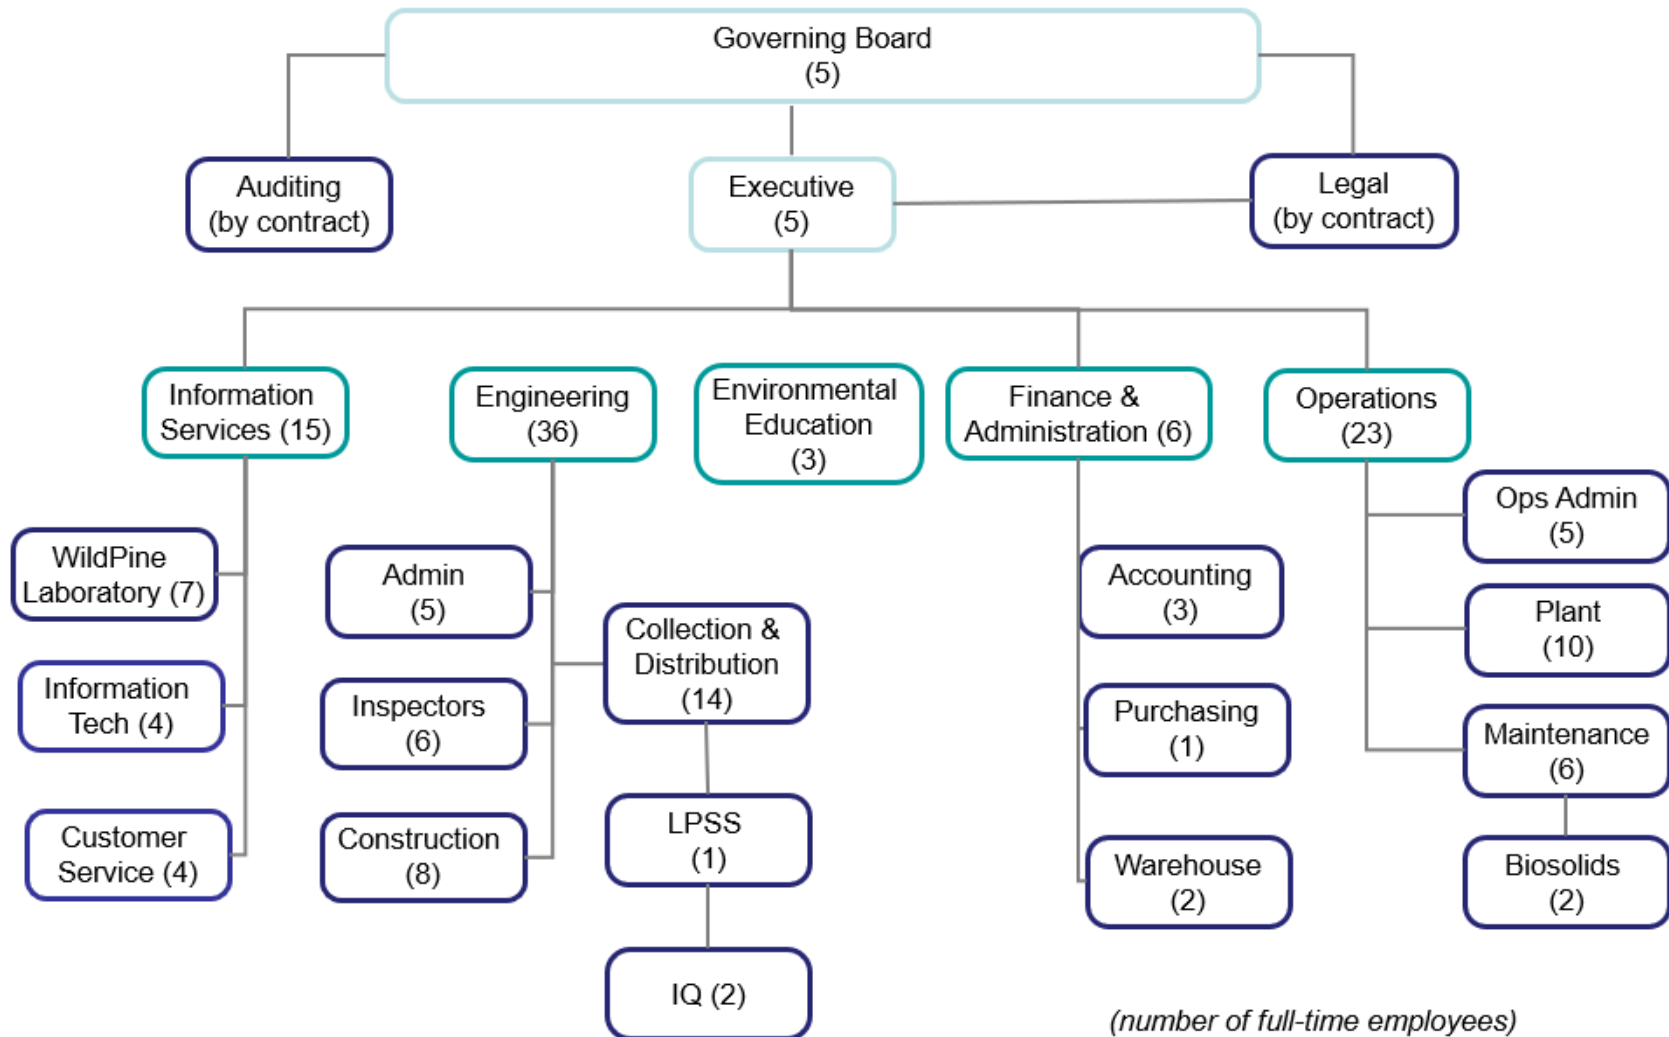 Governing Board
(5)
Auditing
(by contract)
Executive
(5)
Legal
(by contract)
Information
Services (15)
Engineering
(36)
Environmental
Education
(3)
Finance &
Administration (6)
Operations
(23)
WildPine
Laboratory (7)
Information
Tech (4)
Customer
Service (4)
Admin
(5)
Inspectors
(6)
Construction
(8)
Collection &
Distribution
(14)
LPSS
(1)
IQ (2)
Accounting
(3)
Purchasing
(1)
Warehouse
(2)
Ops Admin
(5)
Plant
(10)
Maintenance
(6)
Biosolids
(2)
(number of full-time employees)